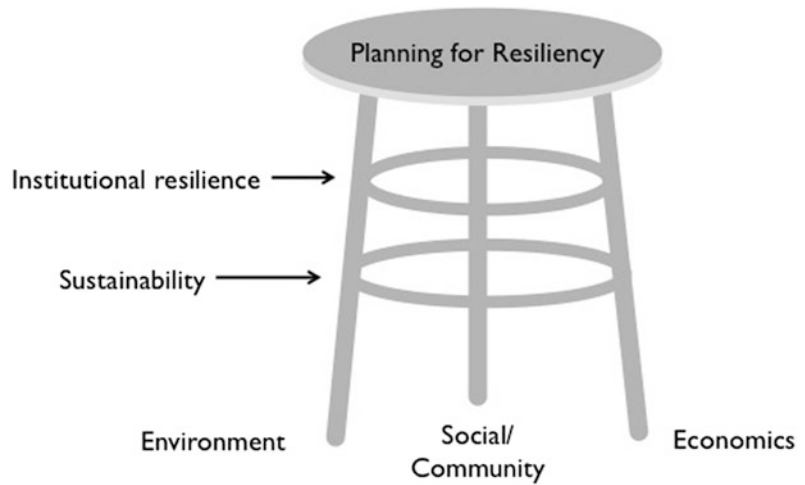 Planning for Resiliency
Institutional resilience
Sustainability
Environment
Social/
Community
Economics